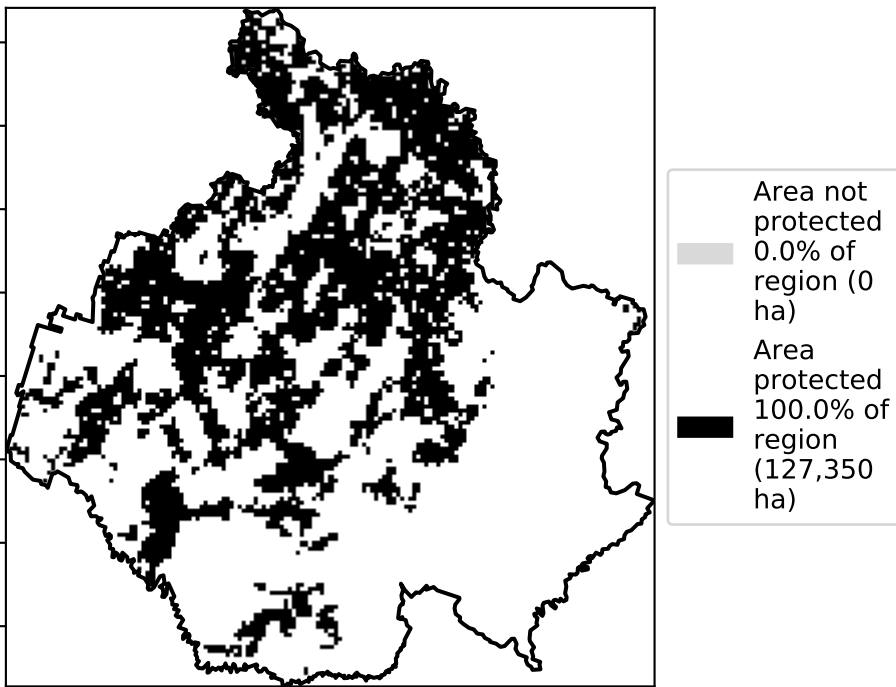 Area not
protected
0.0% of
region (0
ha)
Area
protected
100.0% of
region
(127,350
ha)